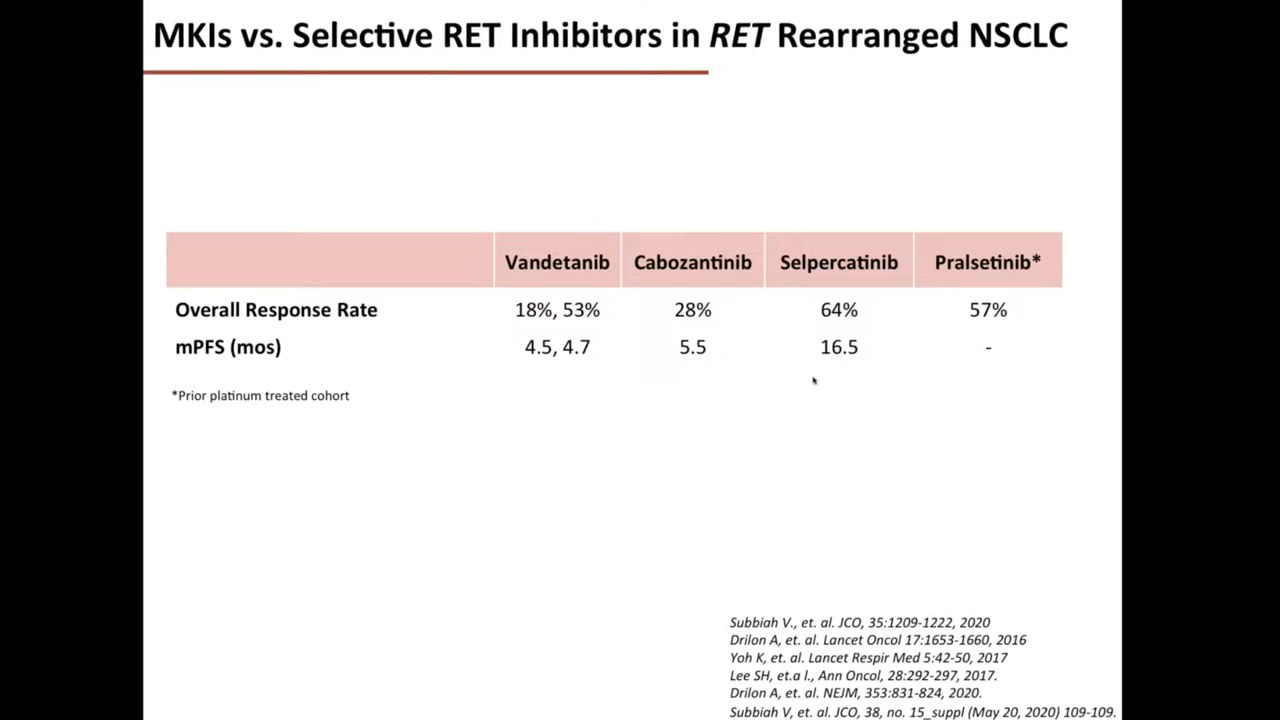 MKIs vs. Selective RET Inhibitors in RET Rearranged NSCLC
Vandetanib Cabozantinib Selpercatinib Pralsetinib*
Overall Response Rate 18%, 53% 28% 64% 57%
mPFS (mos) 4.5, 4.7 5.5 16.5 -
*Prior platinum treated cohort
Subbiah V., et. al. JCO, 35:1209-1222, 2020
Drilon A, et. al. Lancet Oncol 17:1653-1660, 2016
Yoh K, et. al. Lancet Respir Med 5:42-50, 2017
Lee SH, et.a l., Ann Oncol, 28:292-297, 2017.
Drilon A, et. al. NEJM, 353:831-824, 2020.
Subbiah V, et. al. JCO, 38, no. 15_suppl (May 20, 2020) 109-109.